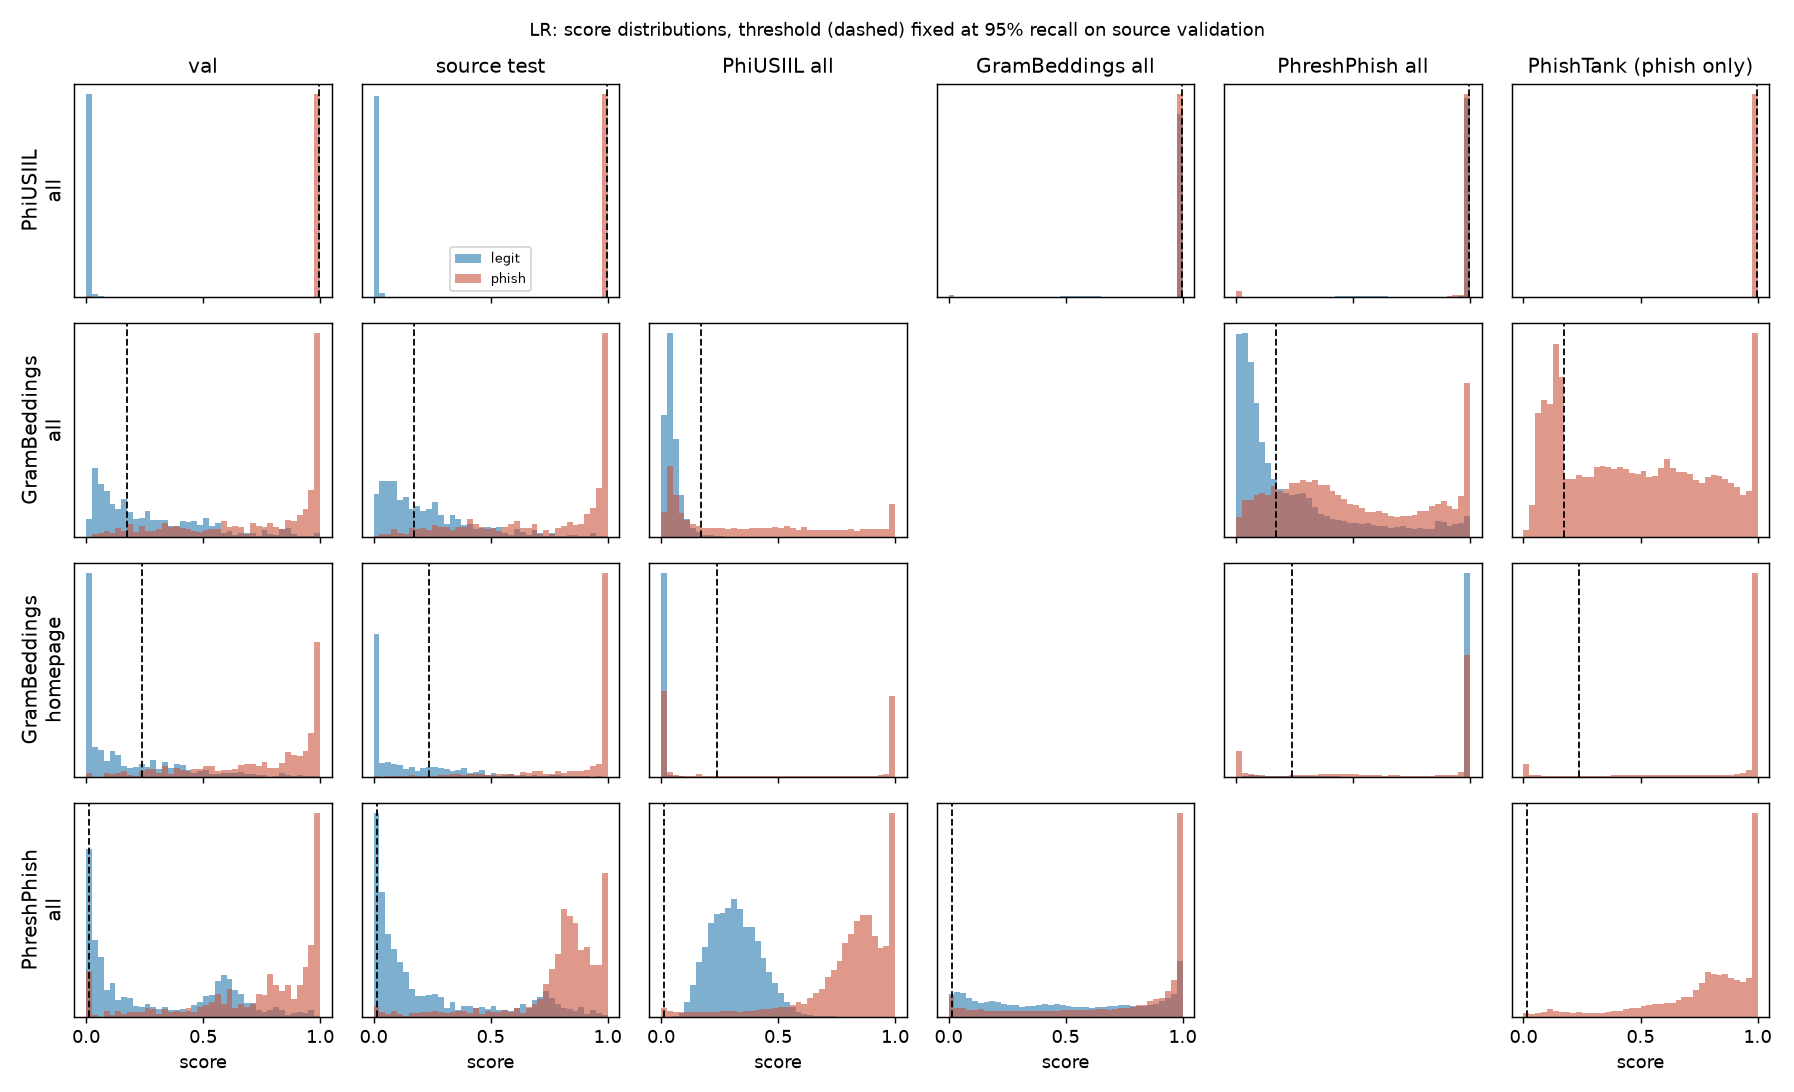 LR: score distributions, threshold (dashed) fixed at 95% recall on source validation
val
source test
PhiUSIIL all
GramBeddings all
PhreshPhish all
PhishTank (phish only)
PhiUSIIL
all
legit
phish
GramBeddings
all
GramBeddings
homepage
PhreshPhish
all
0.0 0.5 1.0
score
0.0 0.5 1.0
score
0.0 0.5 1.0
score
0.0 0.5 1.0
score
0.0 0.5 1.0
score